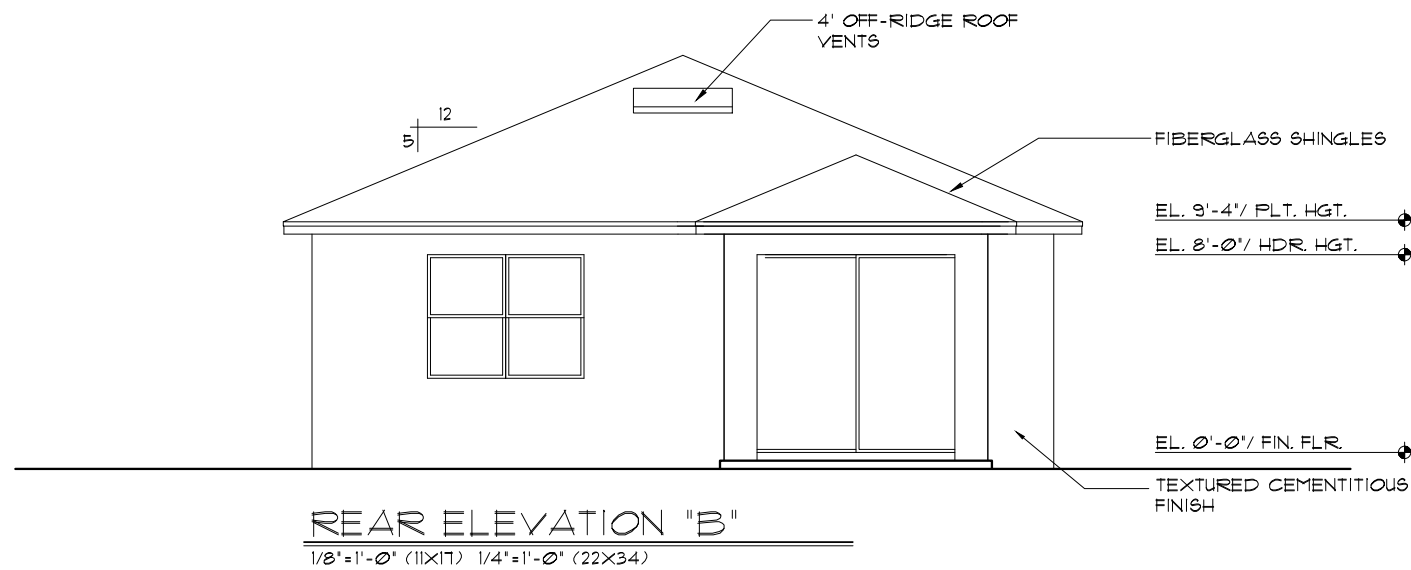 4' OFF-RIDGE ROOF
VENTS
12
5
FIBERGLASS SHINGLES
EL. 9'-4"/ PLT. HGT.
EL. 8'-0"/ HDR. HGT.
EL. 0'-0"/ FIN. FLR.
TEXTURED CEMENTITIOUS
FINISH
REAR ELEVATION "B"
1/8"=1'-0" (11X17) 1/4"=1'-0" (22X34)